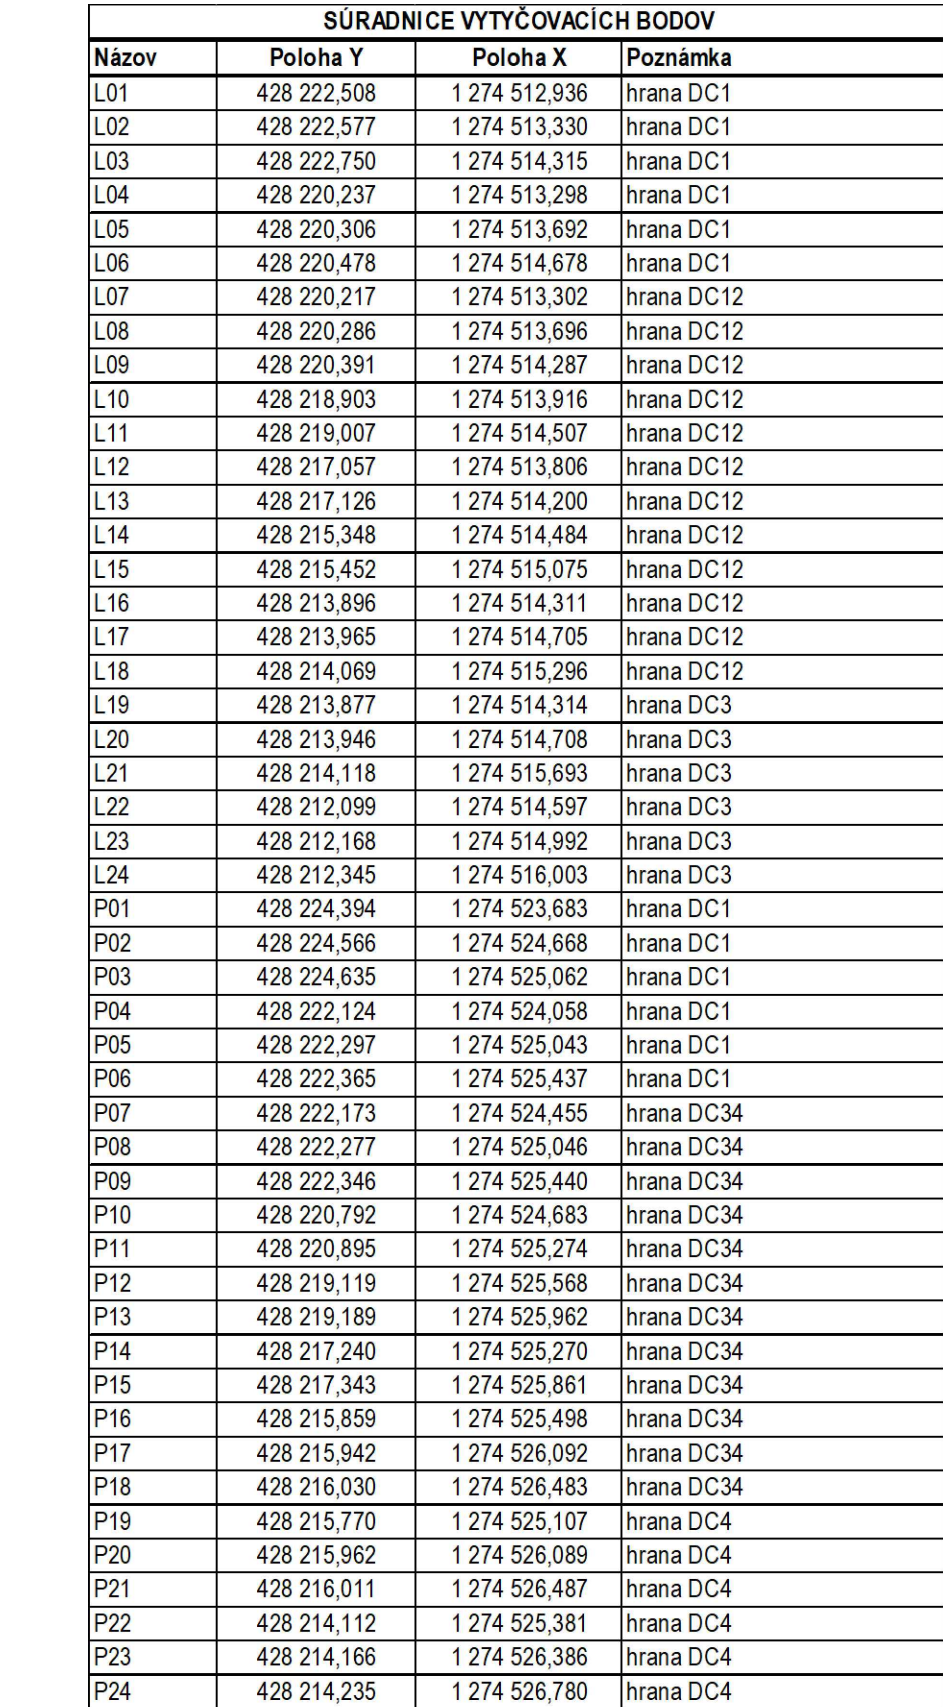 SÚRADNICE VYTYČOVACÍCH BODOV
Názov Poloha Y Poloha X Poznámka
L01 428 222,508 1 274 512,936 hrana DC1
L02 428 222,577 1 274 513,330 hrana DC1
L03 428 222,750 1 274 514,315 hrana DC1
L04 428 220,237 1 274 513,298 hrana DC1
L05 428 220,306 1 274 513,692 hrana DC1
L06 428 220,478 1 274 514,678 hrana DC1
L07 428 220,217 1 274 513,302 hrana DC12
L08 428 220,286 1 274 513,696 hrana DC12
L09 428 220,391 1 274 514,287 hrana DC12
L10 428 218,903 1 274 513,916 hrana DC12
L11 428 219,007 1 274 514,507 hrana DC12
L12 428 217,057 1 274 513,806 hrana DC12
L13 428 217,126 1 274 514,200 hrana DC12
L14 428 215,348 1 274 514,484 hrana DC12
L15 428 215,452 1 274 515,075 hrana DC12
L16 428 213,896 1 274 514,311 hrana DC12
L17 428 213,965 1 274 514,705 hrana DC12
L18 428 214,069 1 274 515,296 hrana DC12
L19 428 213,877 1 274 514,314 hrana DC3
L20 428 213,946 1 274 514,708 hrana DC3
L21 428 214,118 1 274 515,693 hrana DC3
L22 428 212,099 1 274 514,597 hrana DC3
L23 428 212,168 1 274 514,992 hrana DC3
L24 428 212,345 1 274 516,003 hrana DC3
P01 428 224,394 1 274 523,683 hrana DC1
P02 428 224,566 1 274 524,668 hrana DC1
P03 428 224,635 1 274 525,062 hrana DC1
P04 428 222,124 1 274 524,058 hrana DC1
P05 428 222,297 1 274 525,043 hrana DC1
P06 428 222,365 1 274 525,437 hrana DC1
P07 428 222,173 1 274 524,455 hrana DC34
P08 428 222,277 1 274 525,046 hrana DC34
P09 428 222,346 1 274 525,440 hrana DC34
P10 428 220,792 1 274 524,683 hrana DC34
P11 428 220,895 1 274 525,274 hrana DC34
P12 428 219,119 1 274 525,568 hrana DC34
P13 428 219,189 1 274 525,962 hrana DC34
P14 428 217,240 1 274 525,270 hrana DC34
P15 428 217,343 1 274 525,861 hrana DC34
P16 428 215,859 1 274 525,498 hrana DC34
P17 428 215,942 1 274 526,092 hrana DC34
P18 428 216,030 1 274 526,483 hrana DC34
P19 428 215,770 1 274 525,107 hrana DC4
P20 428 215,962 1 274 526,089 hrana DC4
P21 428 216,011 1 274 526,487 hrana DC4
P22 428 214,112 1 274 525,381 hrana DC4
P23 428 214,166 1 274 526,386 hrana DC4
P24 428 214,235 1 274 526,780 hrana DC4